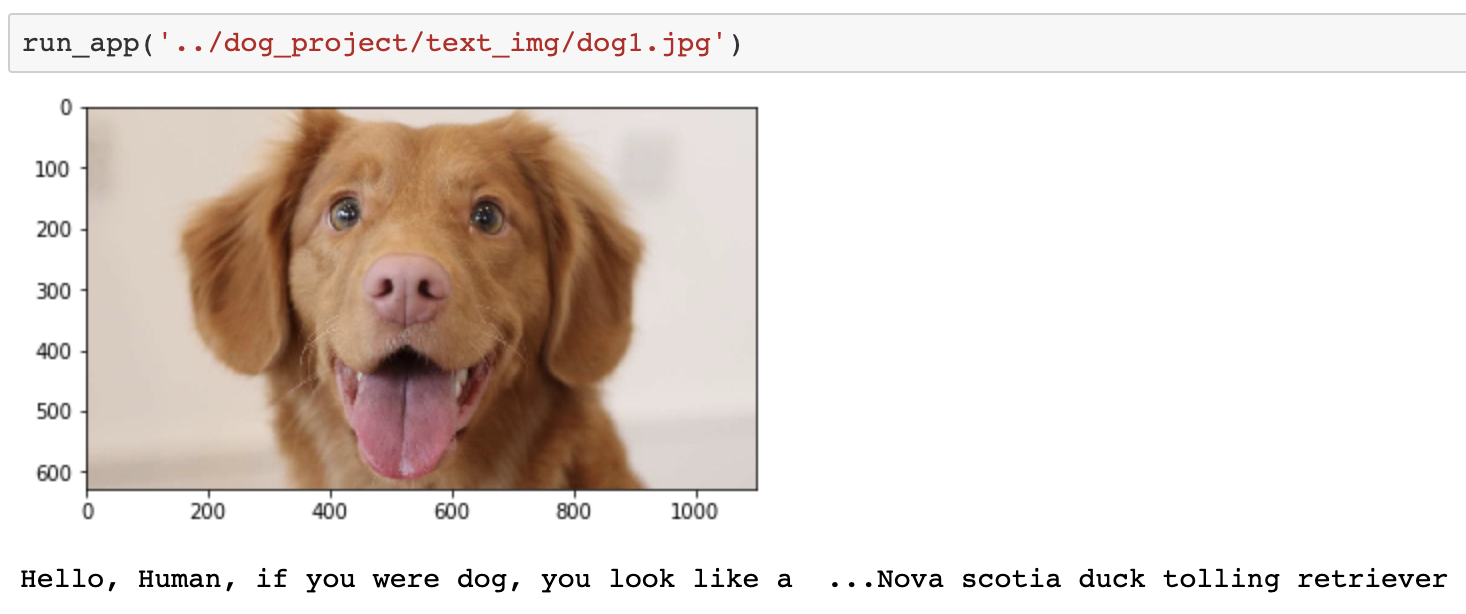 run_app('../dog_project/text_img/dog1.jpg')
0
100
200
300
400
500
600
0 200 400 600 800 1000
Hello, Human, if you were dog, you look like a  ...Nova scotia duck tolling retriever